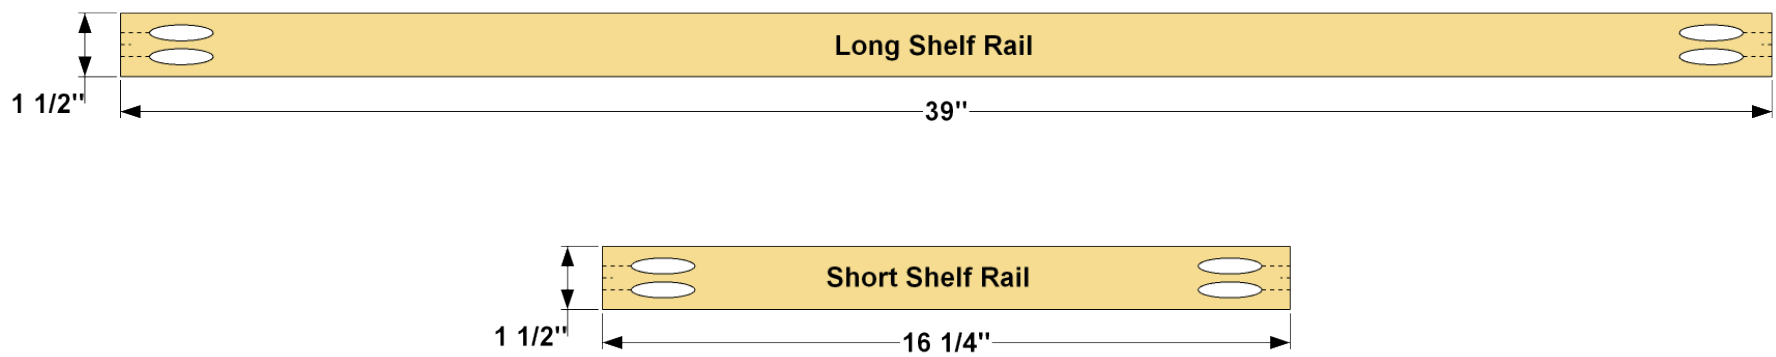 Long Shelf Rail
1 1/2"
39"
Short Shelf Rail
1 1/2"
16 1/4"